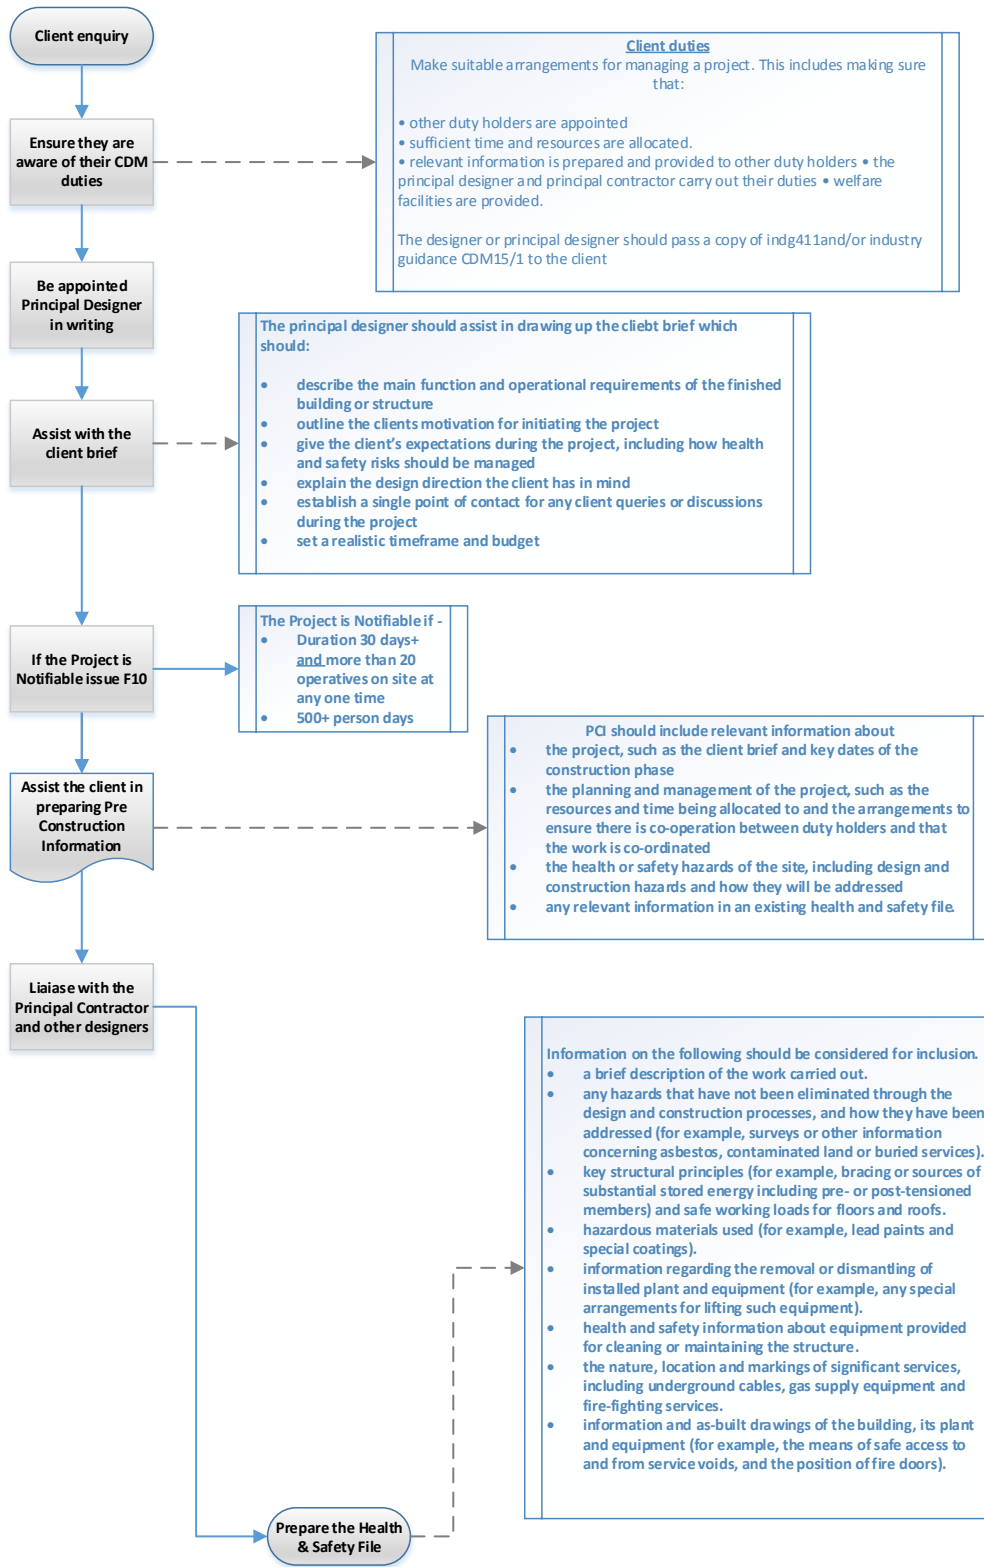 Client enquiry
Client duties
Make suitable arrangements for managing a project. This includes making sure
that:
• other duty holders are appointed
• sufficient time and resources are allocated.
• relevant information is prepared and provided to other duty holders • the
principal designer and principal contractor carry out their duties • welfare
facilities are provided.
The designer or principal designer should pass a copy of indg411and/or industry
guidance CDM15/1 to the client
Ensure they are
aware of their CDM
duties
Be appointed
Principal Designer
in writing
The principal designer should assist in drawing up the cliebt brief which
should:
• describe the main function and operational requirements of the finished
building or structure
• outline the clients motivation for initiating the project
• give the client's expectations during the project, including how health
and safety risks should be managed
• explain the design direction the client has in mind
• establish a single point of contact for any client queries or discussions
during the project
• set a realistic timeframe and budget
Assist with the
client brief
If the Project is
Notifiable issue F10
The Project is Notifiable if -
• Duration 30 days+
and more than 20
operatives on site at
any one time
• 500+ person days
PCI should include relevant information about
• the project, such as the client brief and key dates of the
construction phase
• the planning and management of the project, such as the
resources and time being allocated to and the arrangements to
ensure there is co-operation between duty holders and that
the work is co-ordinated
• the health or safety hazards of the site, including design and
construction hazards and how they will be addressed
• any relevant information in an existing health and safety file.
Assist the client in
preparing Pre
Construction
Information
Liaiase with the
Principal Contractor
and other designers
Information on the following should be considered for inclusion.
• a brief description of the work carried out.
• any hazards that have not been eliminated through the
design and construction processes, and how they have been
addressed (for example, surveys or other information
concerning asbestos, contaminated land or buried services).
• key structural principles (for example, bracing or sources of
substantial stored energy including pre- or post-tensioned
members) and safe working loads for floors and roofs.
• hazardous materials used (for example, lead paints and
special coatings).
• information regarding the removal or dismantling of
installed plant and equipment (for example, any special
arrangements for lifting such equipment).
• health and safety information about equipment provided
for cleaning or maintaining the structure.
• the nature, location and markings of significant services,
including underground cables, gas supply equipment and
fire-fighting services.
• information and as-built drawings of the building, its plant
and equipment (for example, the means of safe access to
and from service voids, and the position of fire doors).
Prepare the Health
& Safety File